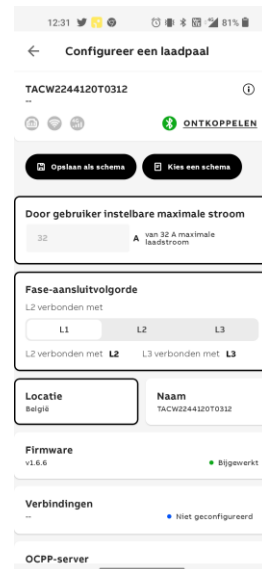 12:31 81%
Configureer een laadpaal
TACW2244120T0312
--
ONTKOPPELEN
Opslaan als schema Kies een schema
Door gebruiker instelbare maximale stroom
32 A van 32 A maximale
laadstroom
Fase-aansluitvolgorde
L2 verbonden met
L1 L2 L3
L2 verbonden met L2 L3 verbonden met L3
Locatie Naam
België TACW2244120T0312
Firmware
v1.6.6 Bijgewerkt
Verbindingen
-- Niet geconfigureerd
OCPP-server